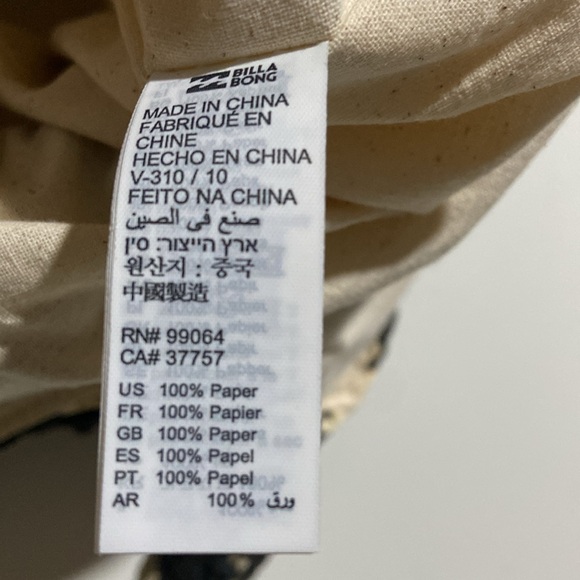 BILLA
BONG
MADE IN CHINA
FABRIQUÉ EN
CHINE
HECHO EN CHINA
V-310 / 10
FEITO NA CHINA
صنع في الصين
ארץ הייצור: סין
원산지 : 중국
中國製造
RN# 99064
CA# 37757
US 100% Paper
FR 100% Papier
GB 100% Paper
ES 100% Papel
PT 100% Papel
AR 100% ورق